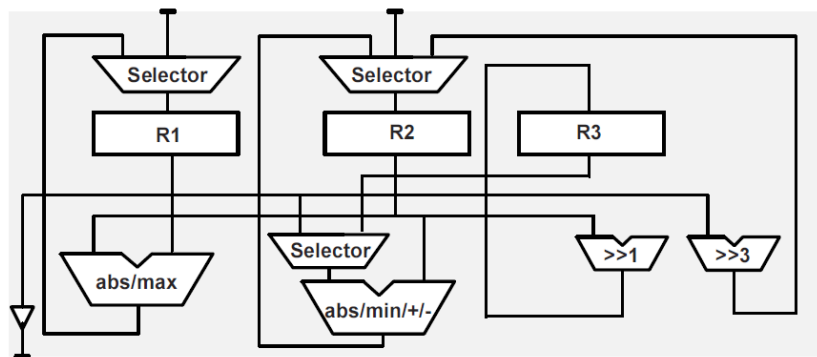 Selector
Selector
R1
R2
R3
Selector
>>1
>>3
abs/max
abs/min/+/-